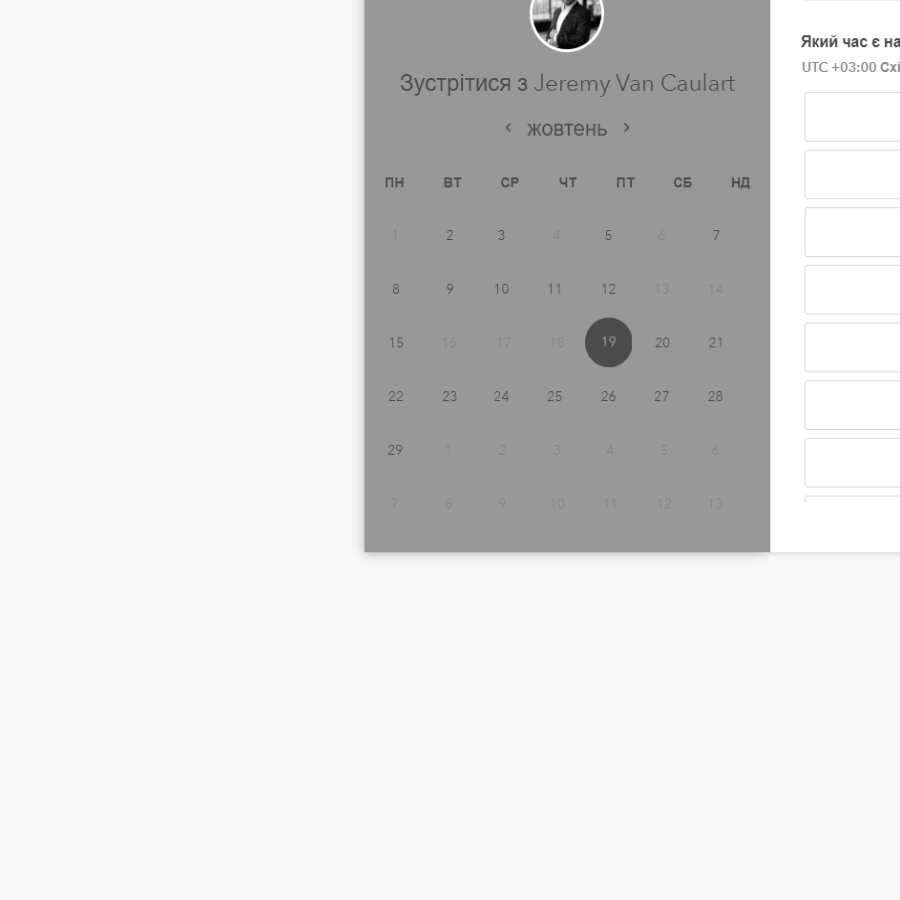 Зустрітися з Jeremy Van Caulart
жовтень
ПН ВТ СР ЧТ ПТ СБ НД
1 2 3 4 5 6 7
8 9 10 11 12 13 14
15 16 17 18 19 20 21
22 23 24 25 26 27 28
29 1 2 3 4 5 6
7 8 9 10 11 12 13
Який час є на
UTC +03:00 Схі